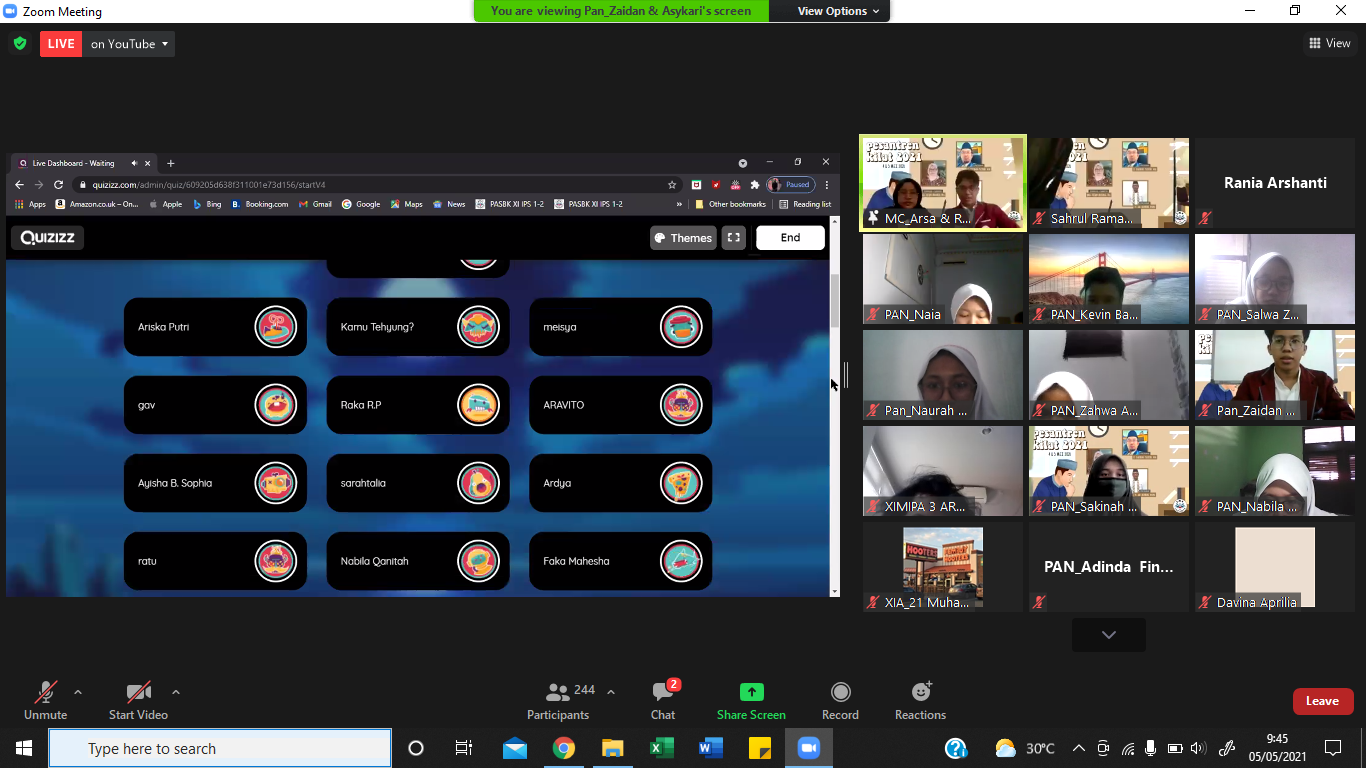 Zoom Meeting
You are viewing Pan_Zaidan & Asykari's screen
View Options
LIVE
on YouTube
View
Live Dashboard - Waiting
quizizz.com/admin/quiz/609205d638f311001e73d156/startV4
Paused
Apps
Amazon.co.uk – On...
Apple
Bing
Booking.com
Gmail
Google
Maps
News
PASBK XI IPS 1-2
PASBK XI IPS 1-2
»
Other bookmarks
Reading list
Quizizz
Themes
End
Ariska Putri
Kamu Tehyung?
meisya
gav
Raka R.P
ARAVITO
Ayisha B. Sophia
sarahtalia
Ardya
ratu
Nabila Qanitah
Faka Mahesha
pesantren
kilat 2021
MC_Arsa & R...
Sahrul Rama...
Rania Arshanti
PAN_Naia
PAN_Kevin Ba...
PAN_Salwa Z...
Pan_Naurah ...
PAN_Zahwa A...
Pan_Zaidan ...
XIMIPA 3 AR...
pesantren
kilat 2021
PAN_Sakinah ...
PAN_Nabila ...
HOOTERS
XIA_21 Muha...
PAN_Adinda Fin...
Davina Aprilia
Unmute
Start Video
244
Participants
2
Chat
Share Screen
Record
Reactions
Leave
Type here to search
30°C
9:45
05/05/2021